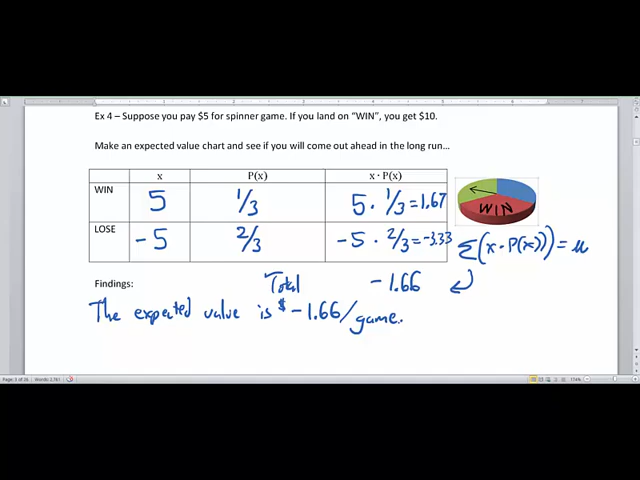 Ex 4 – Suppose you pay $5 for spinner game. If you land on "WIN", you get $10.
Make an expected value chart and see if you will come out ahead in the long run…
x P(x) x · P(x)
WIN 5 1/3 5 · 1/3 = 1.67
WIN
LOSE -5 2/3 -5 · 2/3 = -3.33
Σ(x · P(x)) = μ
Findings: Total -1.66
The expected value is $ -1.66/game.